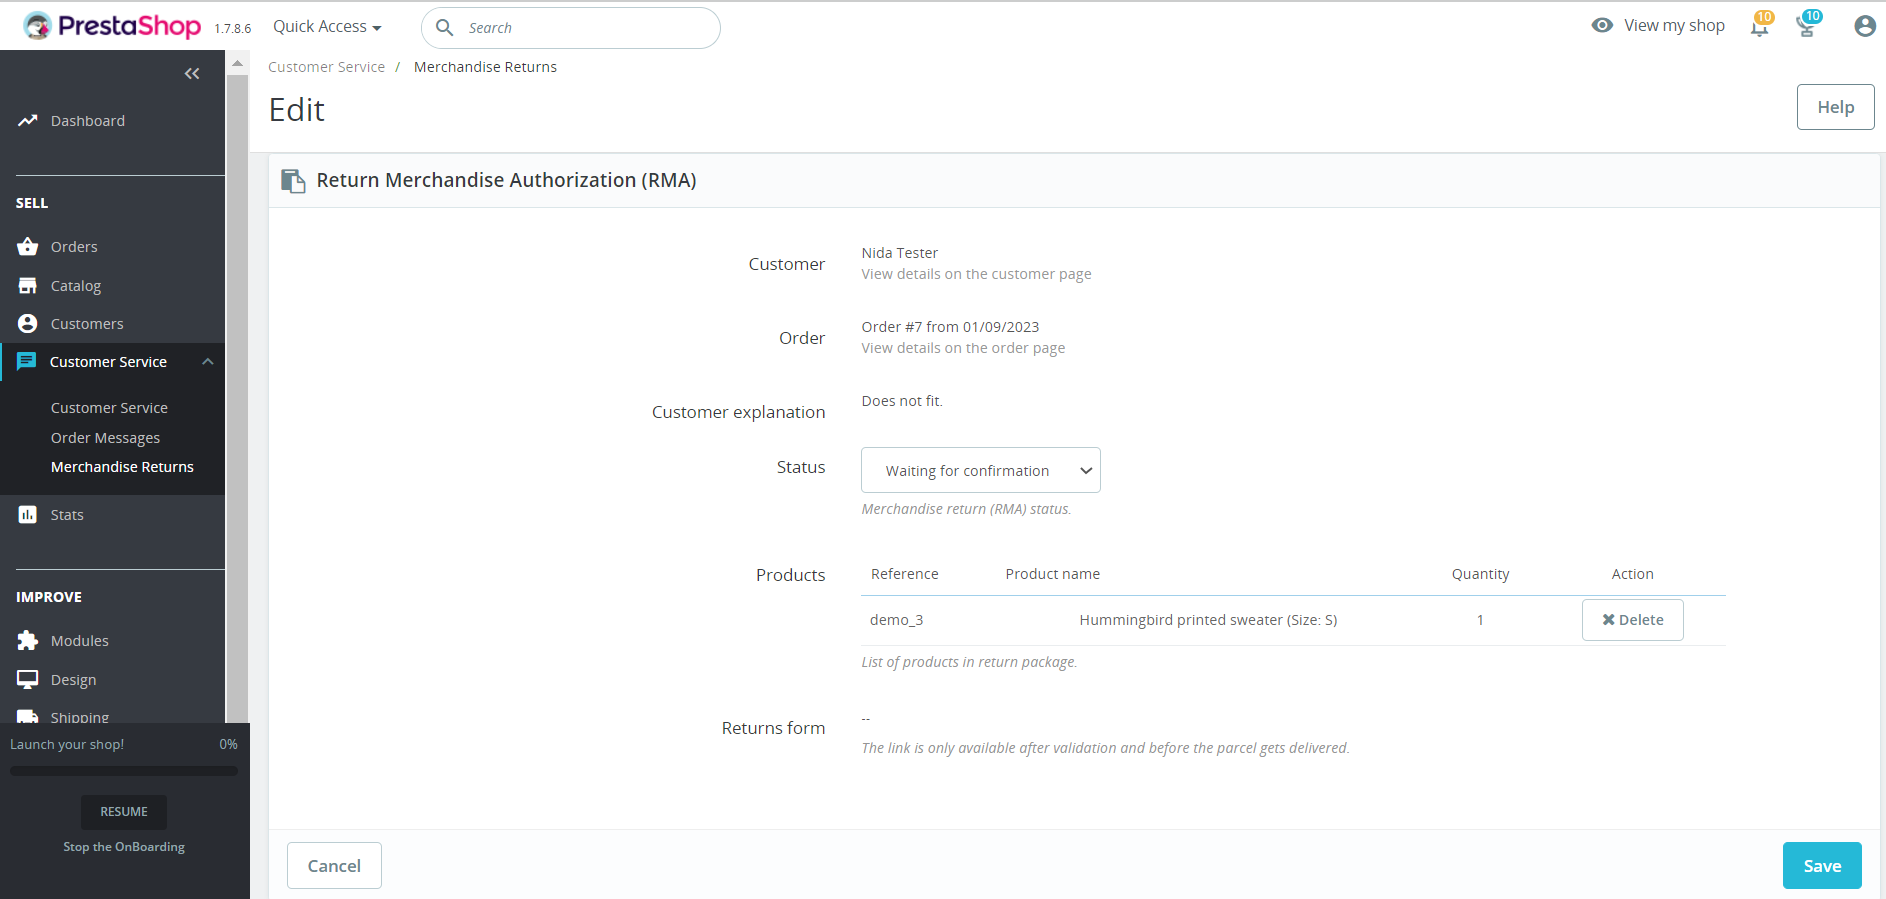 PrestaShop 1.7.8.6 Quick Access Search View my shop 10 10
Customer Service / Merchandise Returns
Edit
Help
Dashboard
SELL
Orders
Catalog
Customers
Customer Service
Customer Service
Order Messages
Merchandise Returns
Stats
IMPROVE
Modules
Design
Shipping
Launch your shop! 0%
RESUME
Stop the OnBoarding
Return Merchandise Authorization (RMA)
Customer Nida Tester
View details on the customer page
Order Order #7 from 01/09/2023
View details on the order page
Customer explanation Does not fit.
Status Waiting for confirmation
Merchandise return (RMA) status.
Products Reference Product name Quantity Action
demo_3 Hummingbird printed sweater (Size: S) 1 Delete
List of products in return package.
Returns form --
The link is only available after validation and before the parcel gets delivered.
Cancel Save